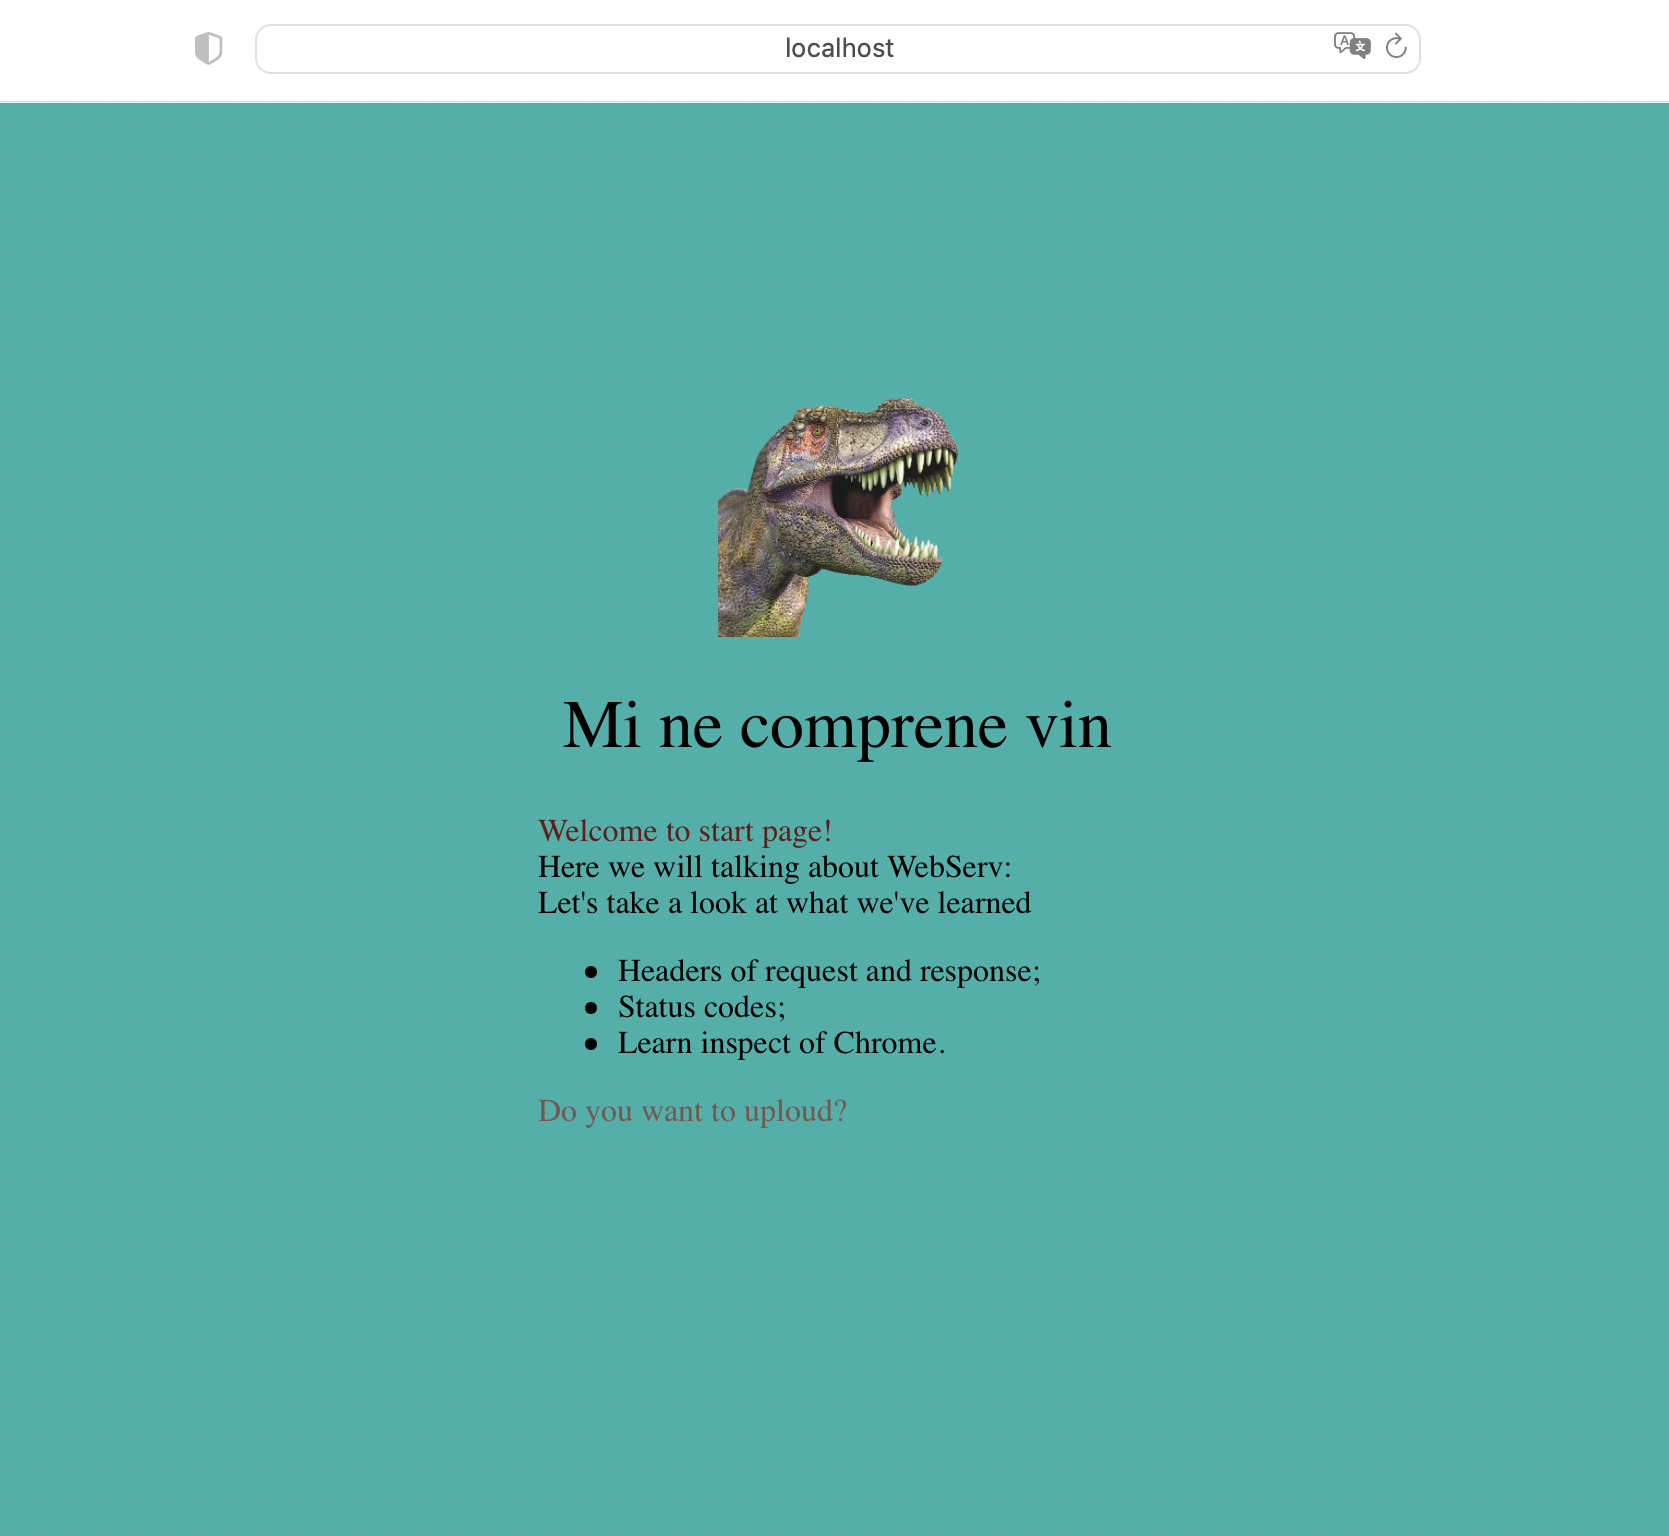 localhost
Mi ne comprene vin
Welcome to start page!
Here we will talking about WebServ:
Let's take a look at what we've learned
Headers of request and response;
Status codes;
Learn inspect of Chrome.
Do you want to uploud?